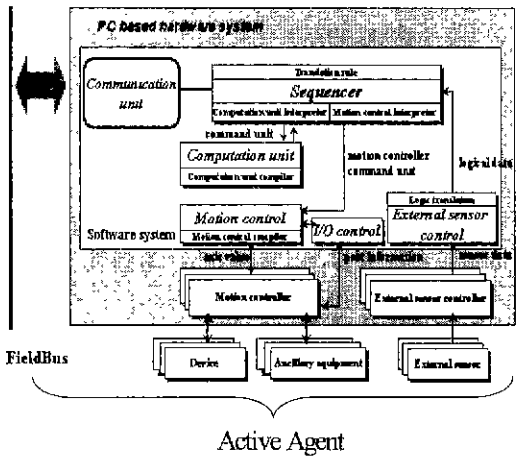 PC based hardware system
Communication unit
Translation rule
Sequencer
Computation unit interpreter
Motion control interpreter
command unit
Computation unit
Computation unit compiler
motion controller command unit
logical data
Logic translation
External sensor control
Motion control
Motion control compiler
I/O control
Software system
axis value
port information
sensor data
Motion controller
External sensor controller
FieldBus
Device
Ancillary equipment
External sensor
Active Agent